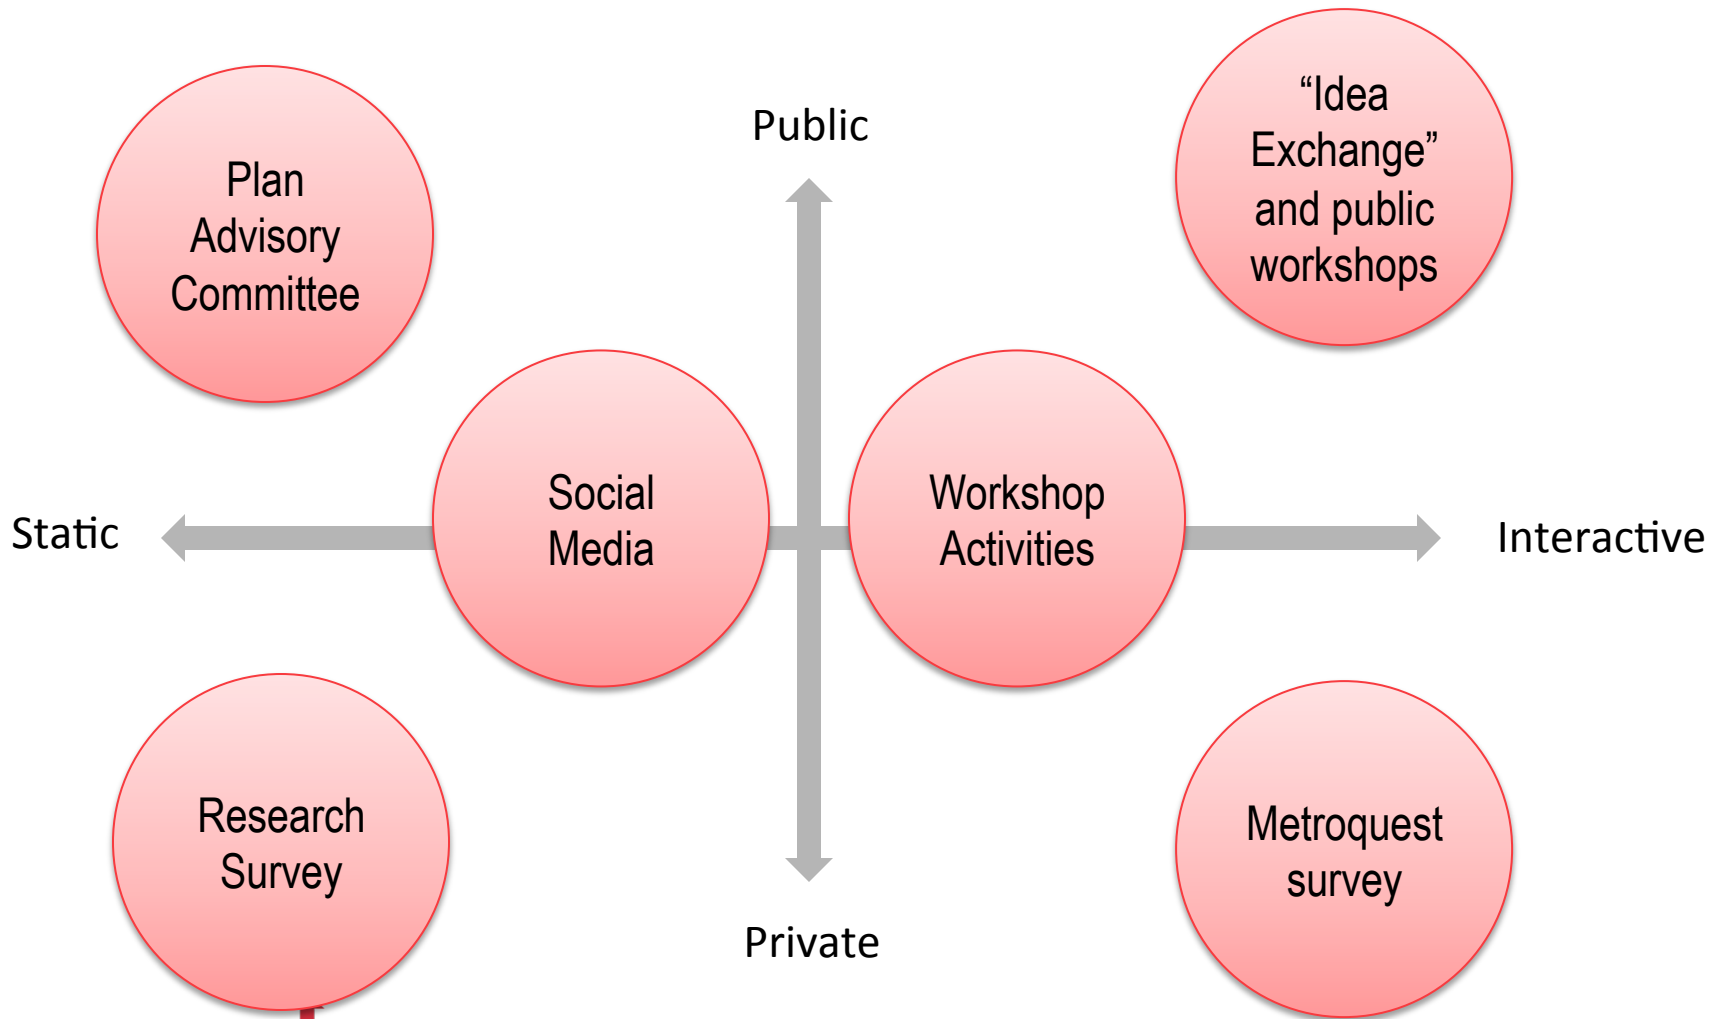 “Idea
Exchange”
and public
workshops
Public
Plan
Advisory
Committee
Social
Media
Workshop
Activities
Static
Interactive
Research
Survey
Metroquest
survey
Private